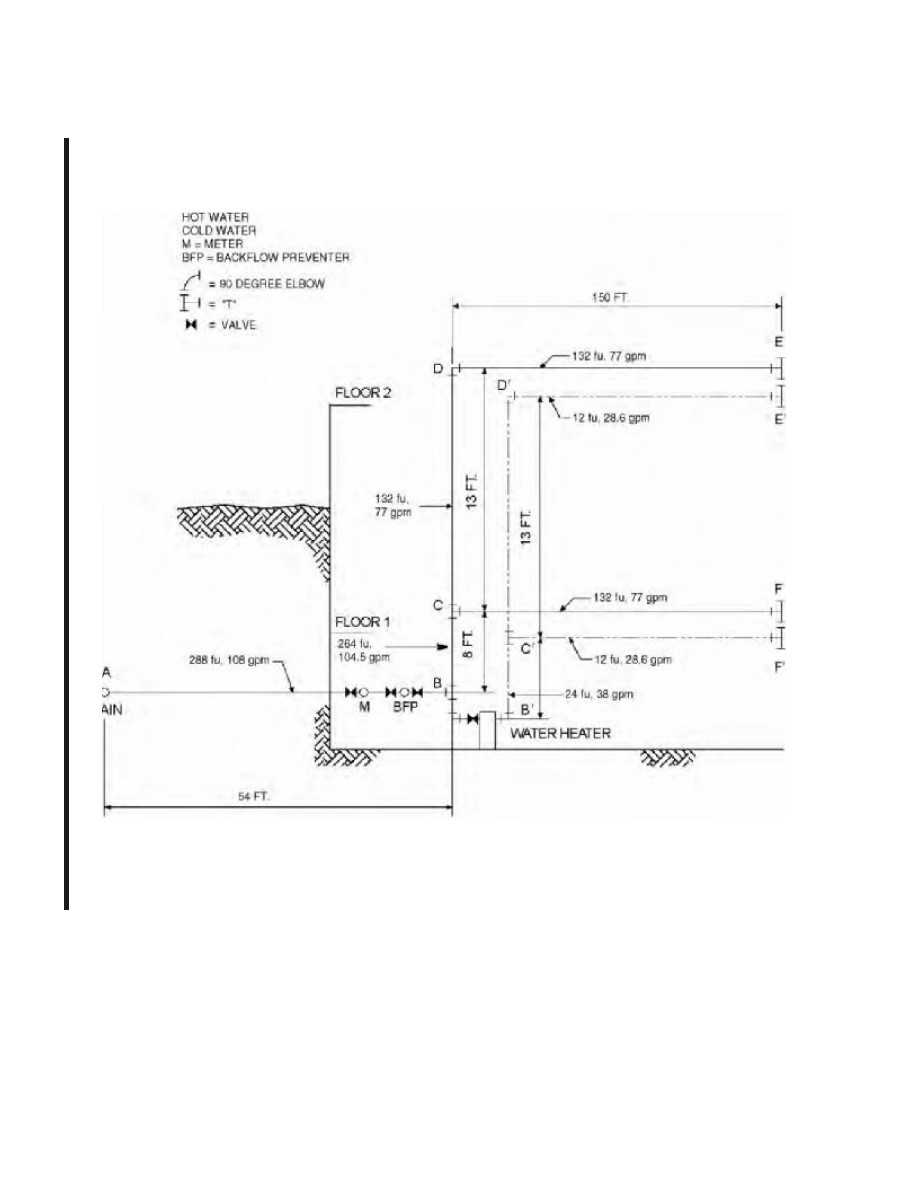 HOT WATER
COLD WATER
M = METER
BFP = BACKFLOW PREVENTER
= 90 DEGREE ELBOW
= "T"
= VALVE
150 FT.
E
132 fu, 77 gpm
D
D'
FLOOR 2
12 fu, 28.6 gpm
E'
13 FT.
132 fu,
77 gpm
13 FT.
F
132 fu, 77 gpm
C
FLOOR 1
264 fu,
104.5 gpm
8 FT.
C'
12 fu, 28.6 gpm
F'
288 fu, 108 gpm
A
AIN
B
24 fu, 38 gpm
M
BFP
B'
WATER HEATER
54 FT.